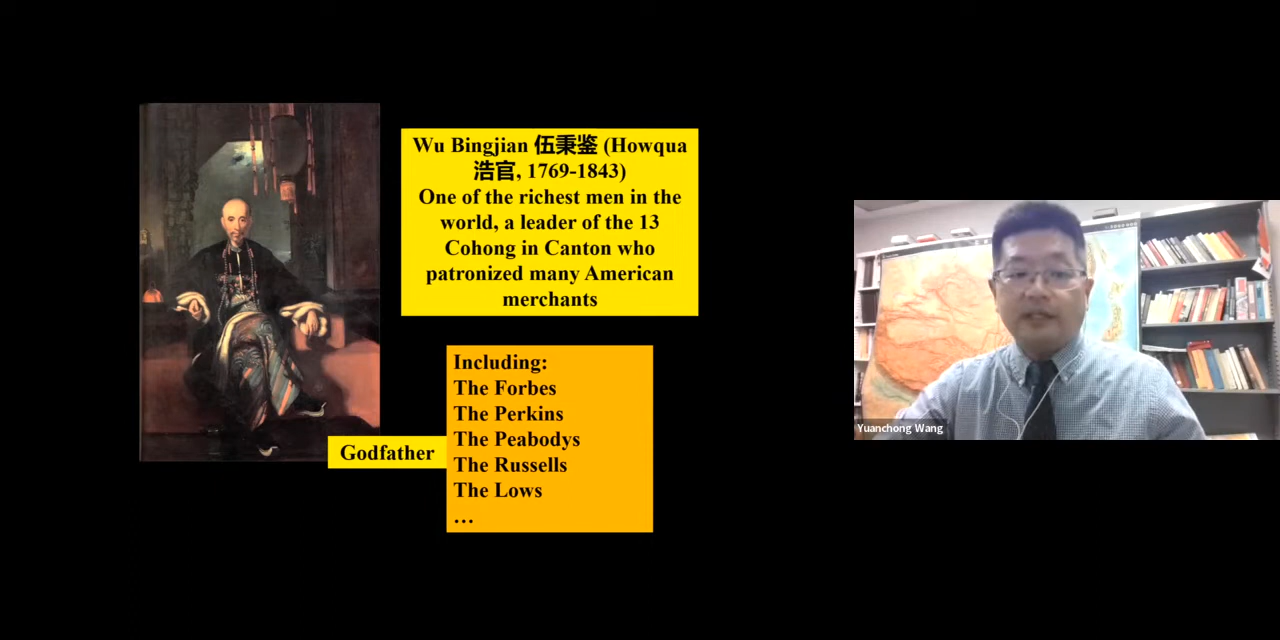 Wu Bingjian 伍秉鉴 (Howqua
浩官, 1769-1843)
One of the richest men in the
world, a leader of the 13
Cohong in Canton who
patronized many American
merchants
Including:
The Forbes
The Perkins
The Peabodys
The Russells
The Lows
…
Godfather
Yuanchong Wang